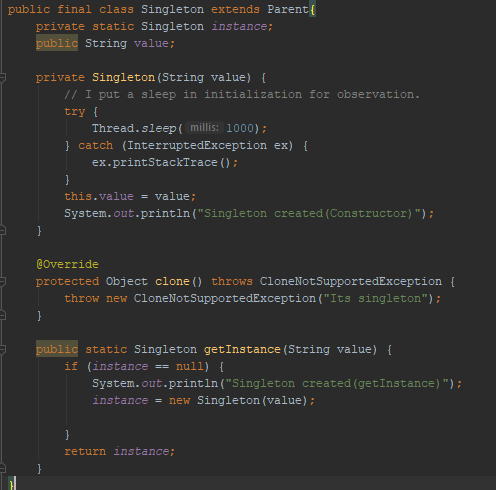 public final class Singleton extends Parent{
    private static Singleton instance;
    public String value;

    private Singleton(String value) {
        // I put a sleep in initialization for observation.
        try {
            Thread.sleep( millis: 1000);
        } catch (InterruptedException ex) {
            ex.printStackTrace();
        }
        this.value = value;
        System.out.println("Singleton created(Constructor)");
    }

    @Override
    protected Object clone() throws CloneNotSupportedException {
        throw new CloneNotSupportedException("Its singleton");
    }

    public static Singleton getInstance(String value) {
        if (instance == null) {
            System.out.println("Singleton created(getInstance)");
            instance = new Singleton(value);

        }
        return instance;
    }
}